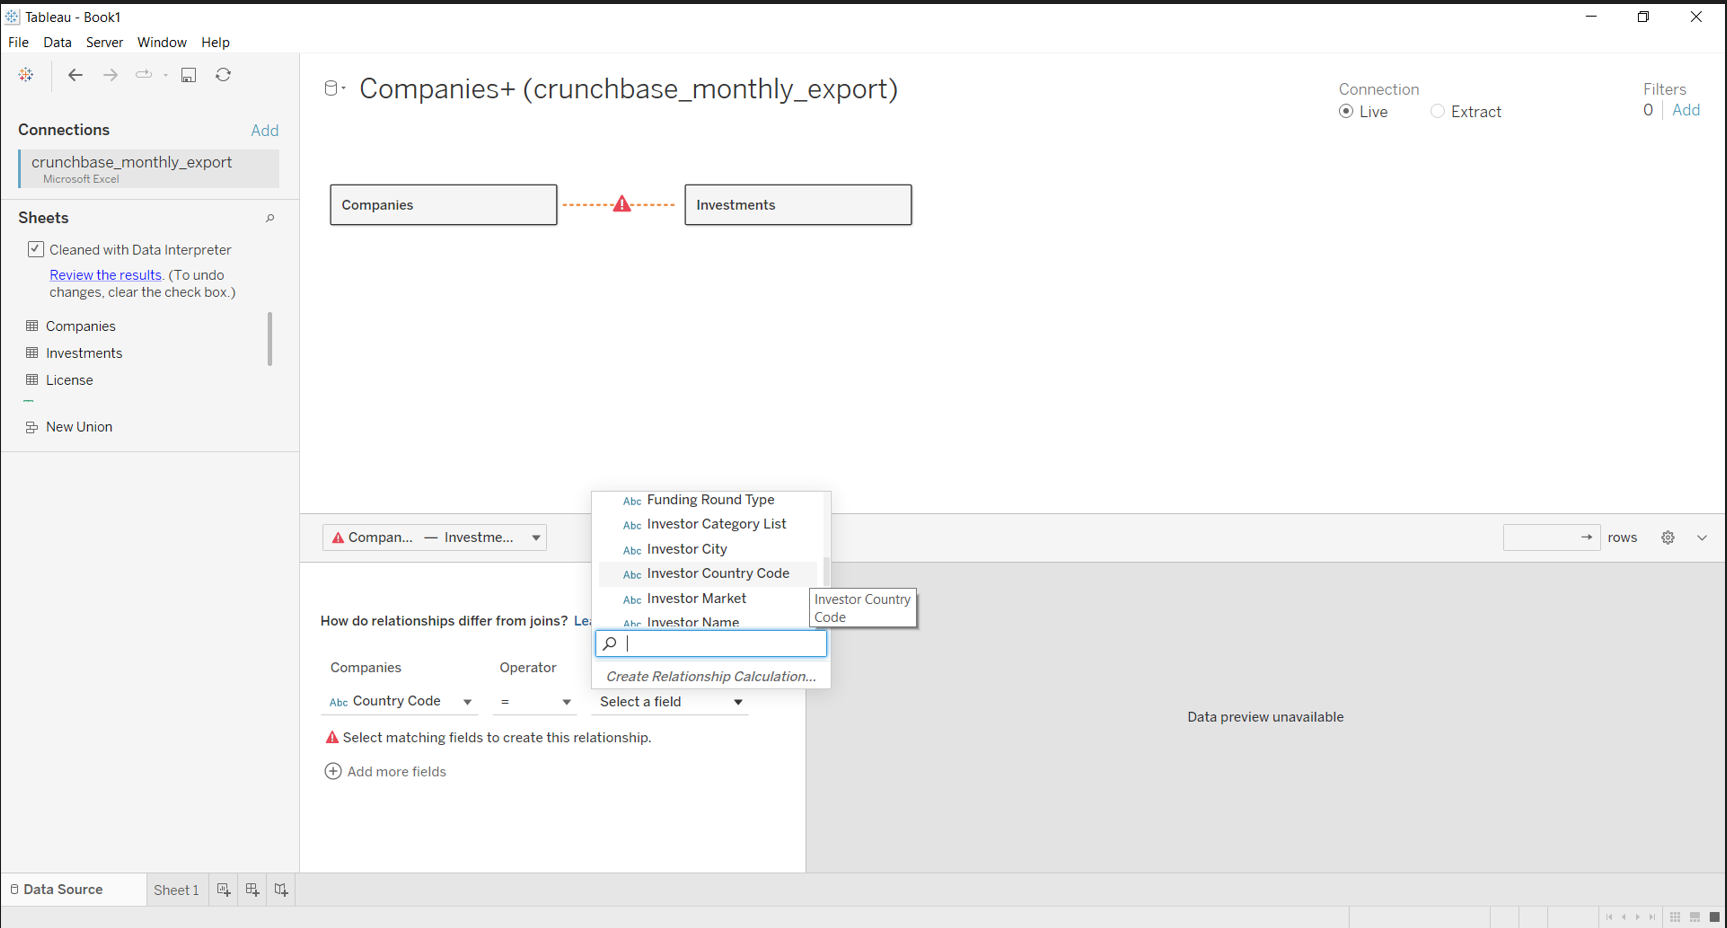 Tableau - Book1
File Data Server Window Help
Companies+ (crunchbase_monthly_export)
Connection
Live Extract
Filters
0 Add
Connections Add
crunchbase_monthly_export
Microsoft Excel
Sheets
Cleaned with Data Interpreter
Review the results. (To undo
changes, clear the check box.)
Companies
Investments
License
New Union
Companies Investments
Compan... — Investme...
rows
Abc Funding Round Type
Abc Investor Category List
Abc Investor City
Abc Investor Country Code
Abc Investor Market
Abc Investor Name
Investor Country
Code
Create Relationship Calculation...
How do relationships differ from joins? Lea
Companies Operator
Abc Country Code = Select a field
Select matching fields to create this relationship.
Add more fields
Data preview unavailable
Data Source Sheet 1